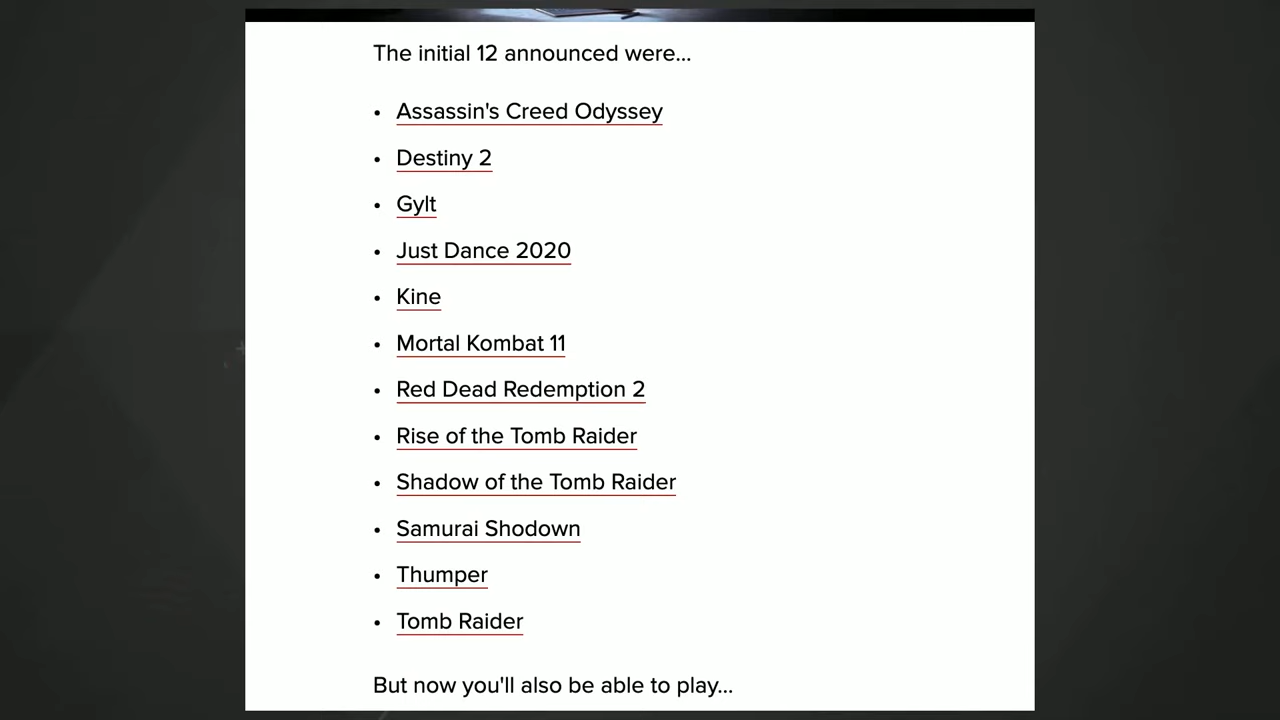 The initial 12 announced were...
• Assassin's Creed Odyssey
• Destiny 2
• Gylt
• Just Dance 2020
• Kine
• Mortal Kombat 11
• Red Dead Redemption 2
• Rise of the Tomb Raider
• Shadow of the Tomb Raider
• Samurai Shodown
• Thumper
• Tomb Raider
But now you'll also be able to play...